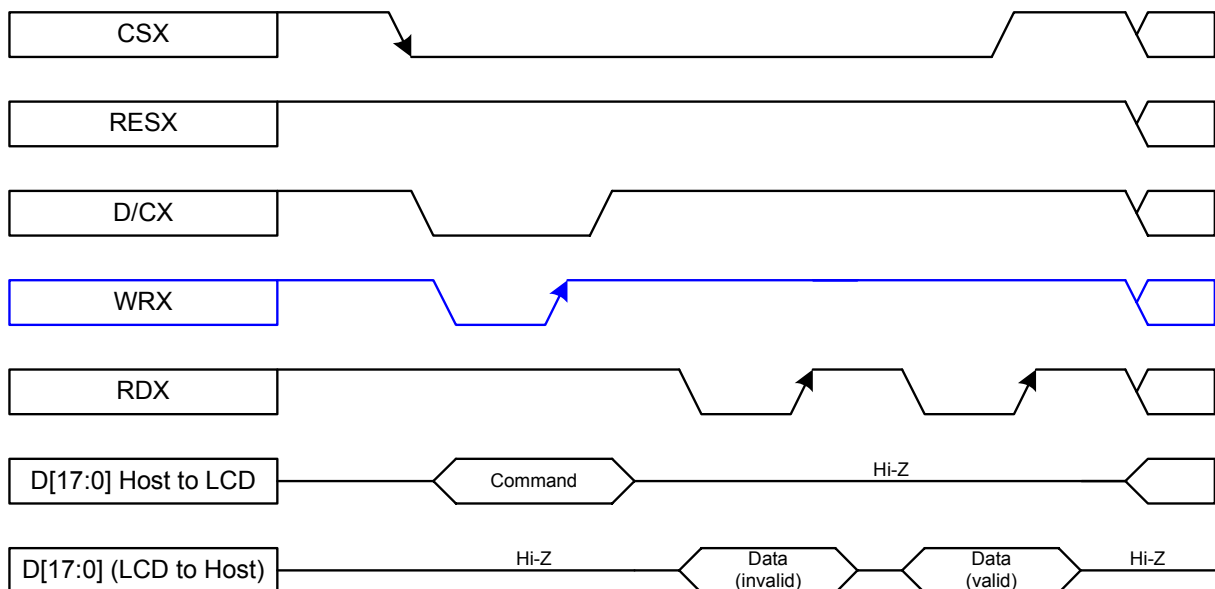 CSX
RESX
D/CX
WRX
RDX
D[17:0] Host to LCD
Command
Hi-Z
D[17:0] (LCD to Host)
Hi-Z
Data
(invalid)
Data
(valid)
Hi-Z